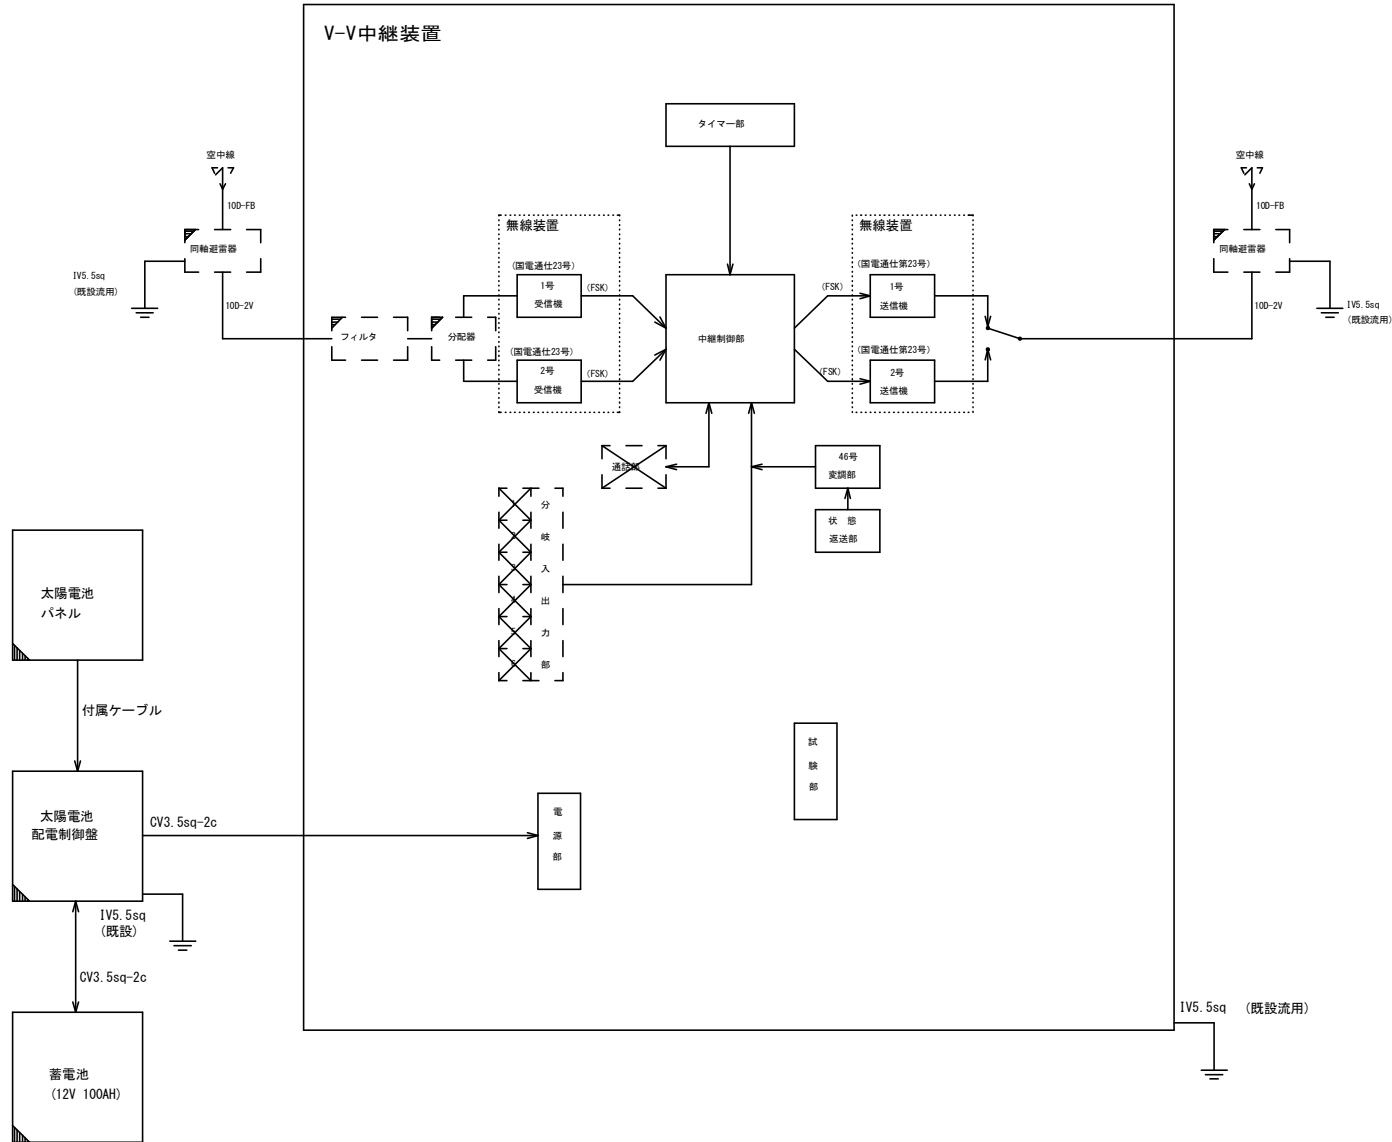 V-V中継装置
タイマー部
空中線
10D-FB
同軸避雷器
IV5.5sq
(既設流用)
10D-2V
フィルタ
分配器
無線装置
(国電通仕23号)
1号
受信機
(FSK)
(国電通仕23号)
2号
受信機
(FSK)
中継制御部
無線装置
(国電通仕第23号)
(FSK)
1号
送信機
(国電通仕第23号)
(FSK)
2号
送信機
空中線
10D-FB
同軸避雷器
IV5.5sq
(既設流用)
10D-2V
通話部
46号
変調部
状 態
返送部
1
2
3
4
5
6
分
岐
入
出
力
部
試
験
部
電
源
部
太陽電池
パネル
付属ケーブル
太陽電池
配電制御盤
CV3.5sq-2c
IV5.5sq
(既設)
CV3.5sq-2c
蓄電池
(12V 100AH)
IV5.5sq (既設流用)